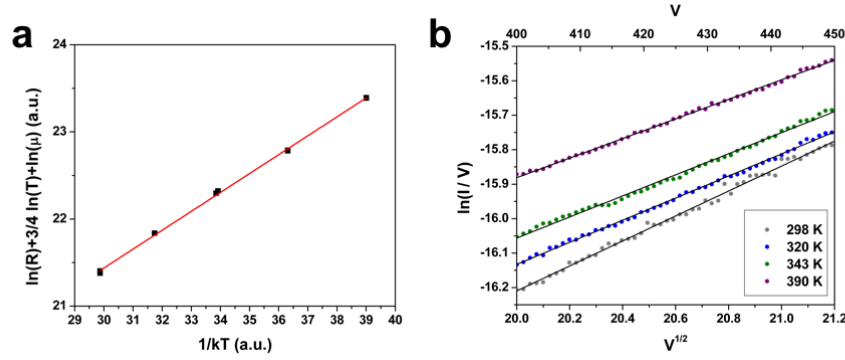 a
24
23
22
21
ln(R)+3/4 ln(T)+ln(μ) (a.u.)
29 30 31 32 33 34 35 36 37 38 39 40
1/kT (a.u.)
b
V
400 410 420 430 440 450
-15.5
-15.6
-15.7
-15.8
-15.9
-16.0
-16.1
-16.2
ln(I / V)
298 K
320 K
343 K
390 K
20.0 20.2 20.4 20.6 20.8 21.0 21.2
V^1/2